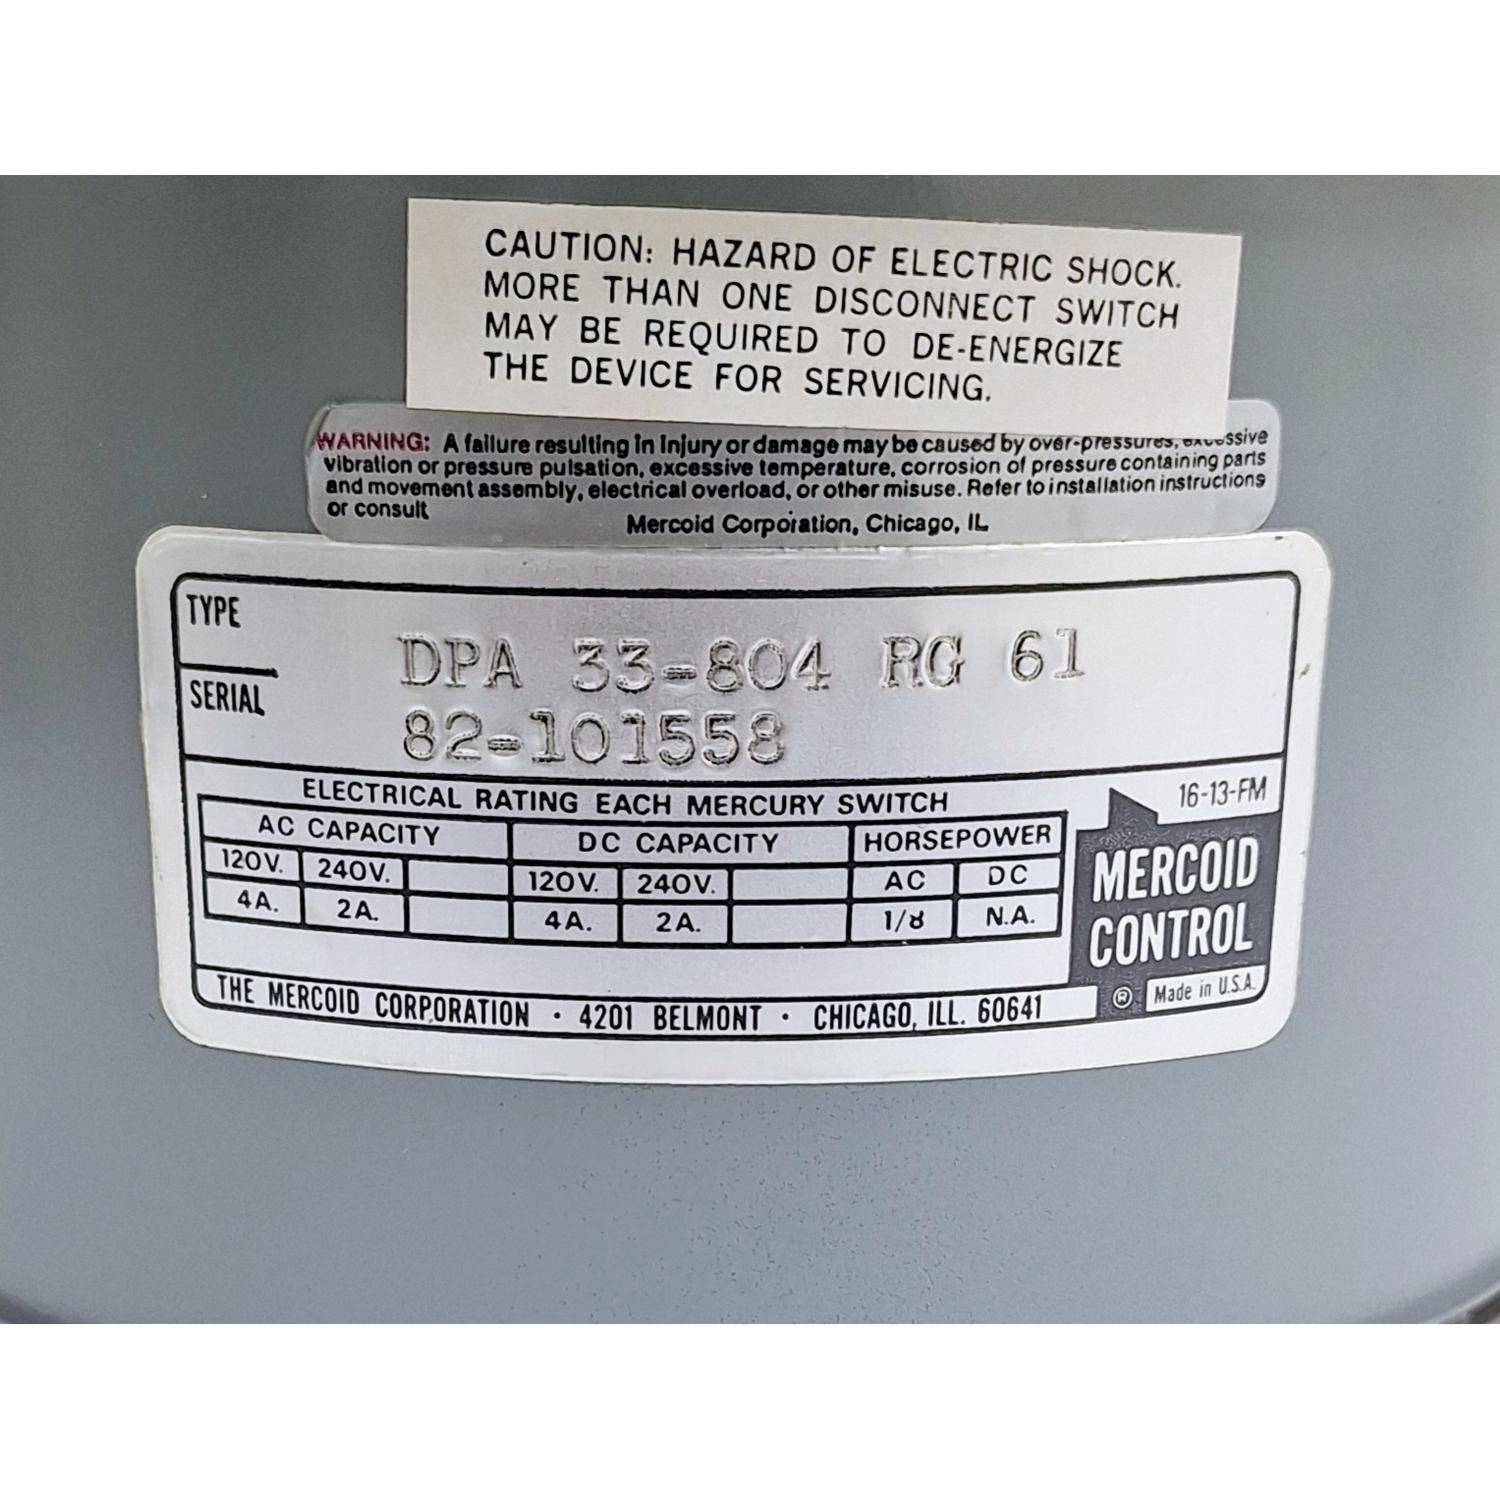 CAUTION: HAZARD OF ELECTRIC SHOCK.
MORE THAN ONE DISCONNECT SWITCH
MAY BE REQUIRED TO DE-ENERGIZE
THE DEVICE FOR SERVICING.
WARNING: A failure resulting in injury or damage may be caused by over-pressures, excessive
vibration or pressure pulsation, excessive temperature, corrosion of pressure containing parts
and movement assembly, electrical overload, or other misuse. Refer to installation instructions
or consult Mercoid Corporation, Chicago, IL
TYPE DPA 33-804 RG 61
SERIAL 82-101558
ELECTRICAL RATING EACH MERCURY SWITCH
16-13-FM
AC CAPACITY DC CAPACITY HORSEPOWER
120V. 240V. 120V. 240V. AC DC
4A. 2A. 4A. 2A. 1/8 N.A.
MERCOID
CONTROL
® Made in U.S.A.
THE MERCOID CORPORATION · 4201 BELMONT · CHICAGO, ILL. 60641